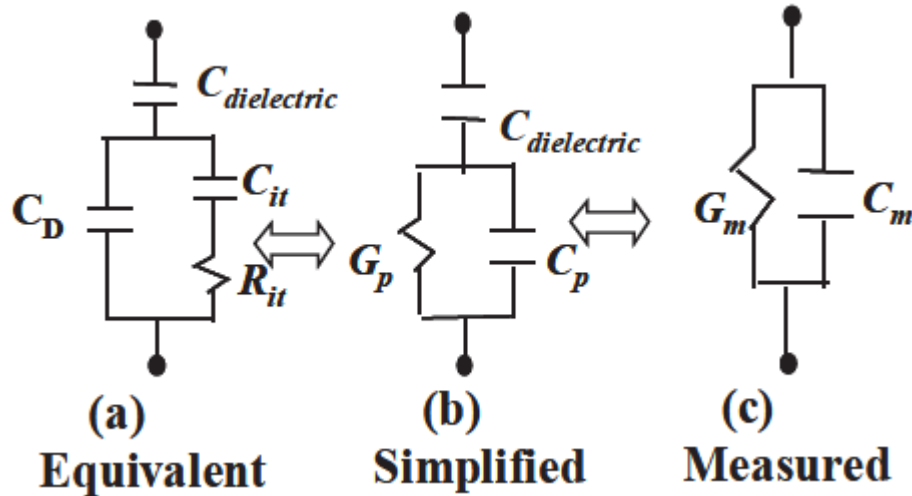 C_dielectric
C_D
C_it
R_it
C_dielectric
G_p
C_p
G_m
C_m
(a)
(b)
(c)
Equivalent
Simplified
Measured